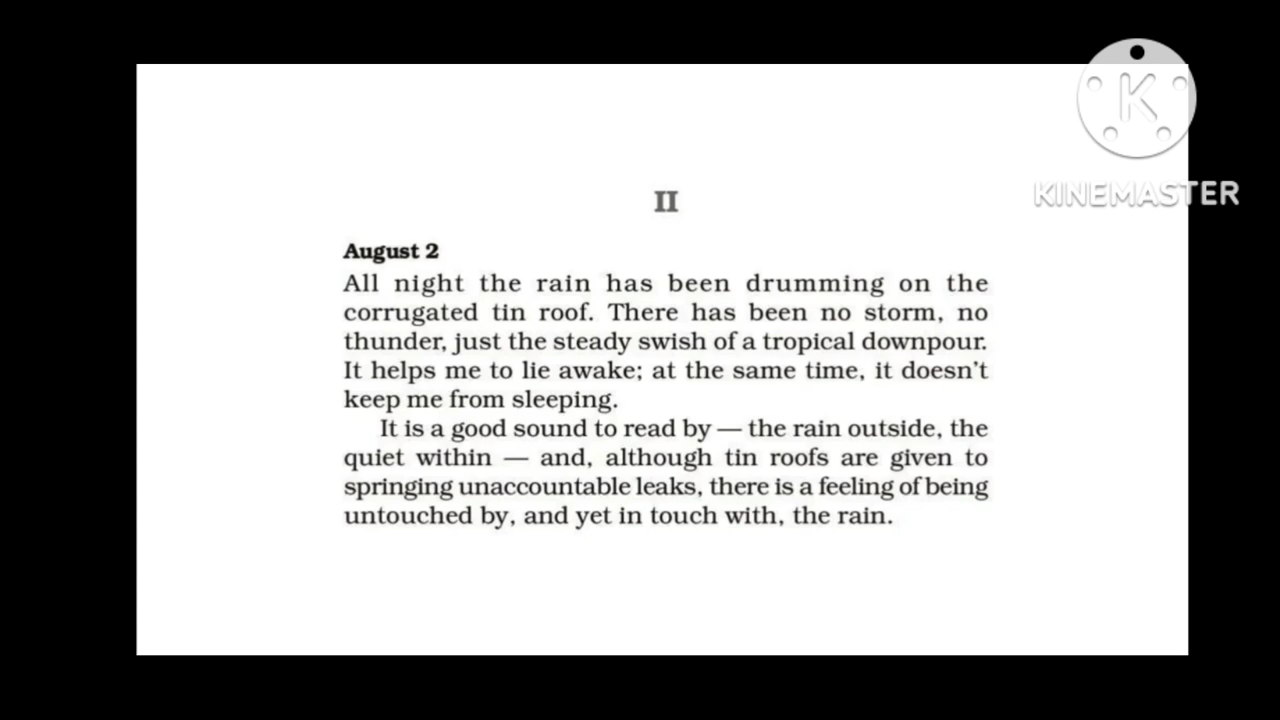 K
KINEMASTER
II
August 2
All night the rain has been drumming on the
corrugated tin roof. There has been no storm, no
thunder, just the steady swish of a tropical downpour.
It helps me to lie awake; at the same time, it doesn't
keep me from sleeping.
It is a good sound to read by — the rain outside, the
quiet within — and, although tin roofs are given to
springing unaccountable leaks, there is a feeling of being
untouched by, and yet in touch with, the rain.